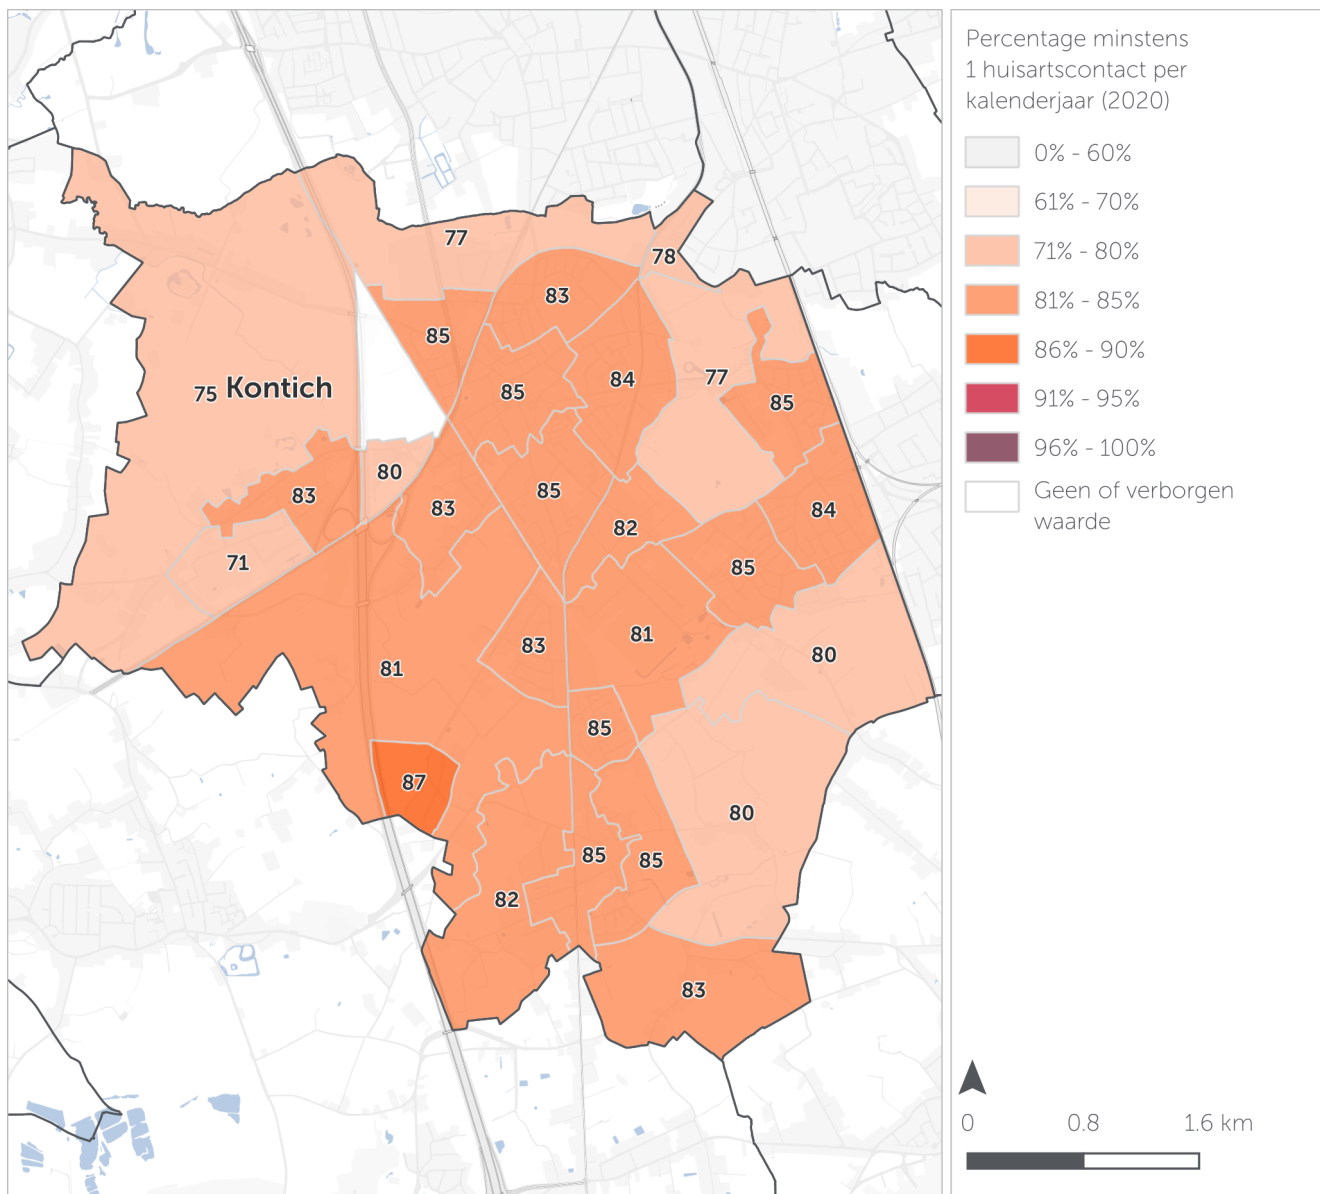 77
78
83
85
75 Kontich
85
84
77
85
80
83
83
85
82
84
71
85
83
81
80
81
85
87
80
85
85
82
83
Percentage minstens
1 huisartscontact per
kalenderjaar (2020)
0% - 60%
61% - 70%
71% - 80%
81% - 85%
86% - 90%
91% - 95%
96% - 100%
Geen of verborgen
waarde
0 0.8 1.6 km